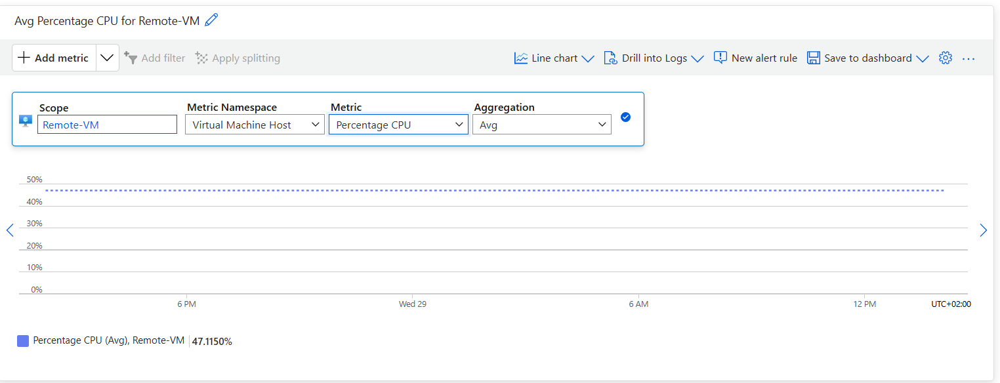 Avg Percentage CPU for Remote-VM
Add metric
Add filter
Apply splitting
Line chart
Drill into Logs
New alert rule
Save to dashboard
Scope
Metric Namespace
Metric
Aggregation
Remote-VM
Virtual Machine Host
Percentage CPU
Avg
50%
40%
30%
20%
10%
0%
6 PM
Wed 29
6 AM
12 PM
UTC+02:00
Percentage CPU (Avg), Remote-VM
47.1150%